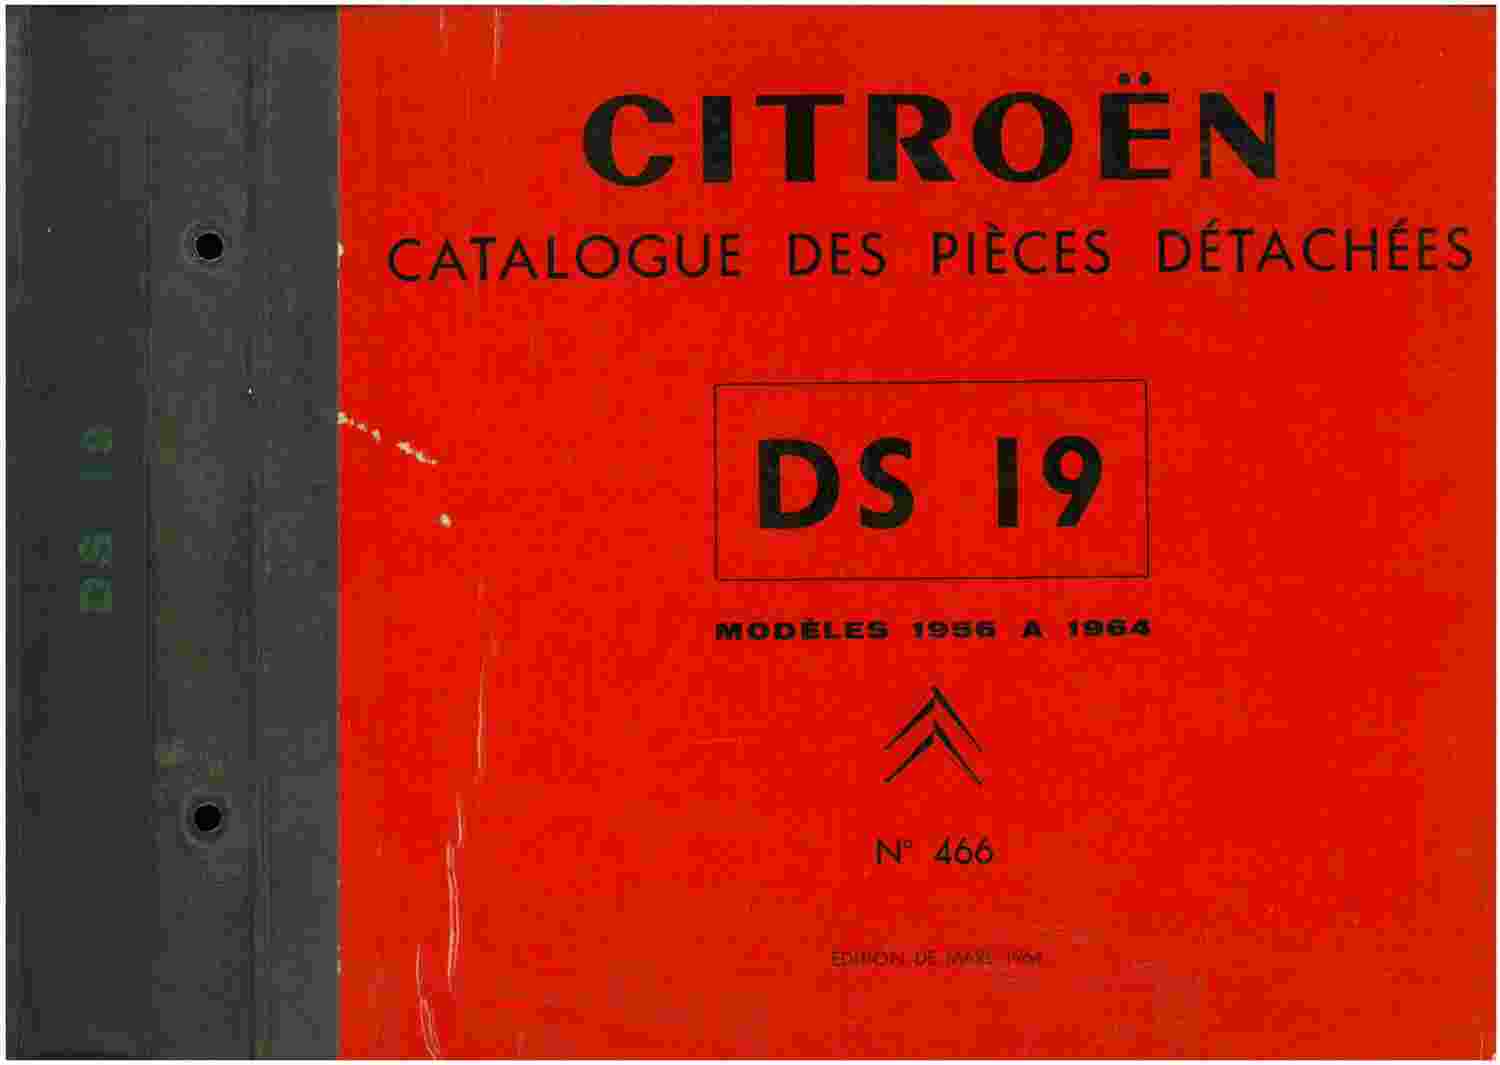 CITROËN
CATALOGUE DES PIÈCES DÉTACHÉES
DS 19
MODÈLES 1956 A 1964
N° 466
EDITION DE MARS 1964
DS 19